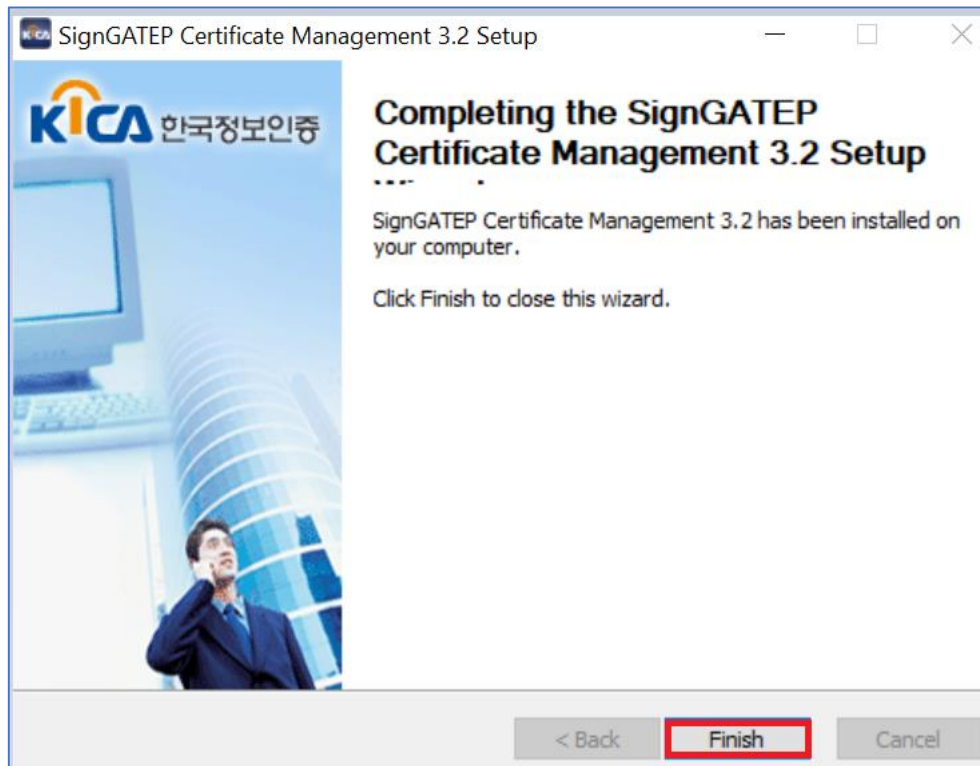 SignGATEP Certificate Management 3.2 Setup
KICA 한국정보인증
Completing the SignGATEP
Certificate Management 3.2 Setup
SignGATEP Certificate Management 3.2 has been installed on
your computer.
Click Finish to close this wizard.
< Back Finish Cancel